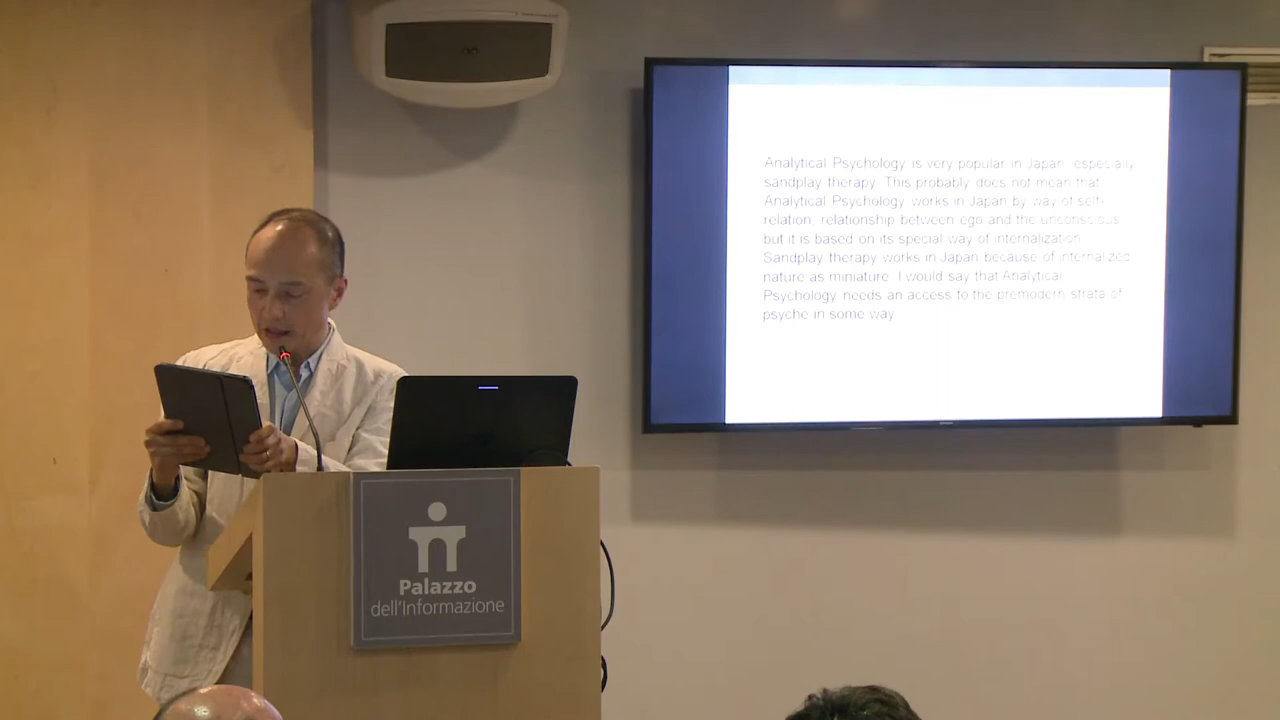 Analytical Psychology is very popular in Japan, especially
sandplay therapy. This probably does not mean that
Analytical Psychology works in Japan by way of self-
relation, relationship between ego and the unconscious,
but it is based on its special way of internalization.
Sandplay therapy works in Japan because of internalized
nature as miniature. I would say that Analytical
Psychology needs an access to the premodern strata of
psyche in some way.
Palazzo
dell'Informazione